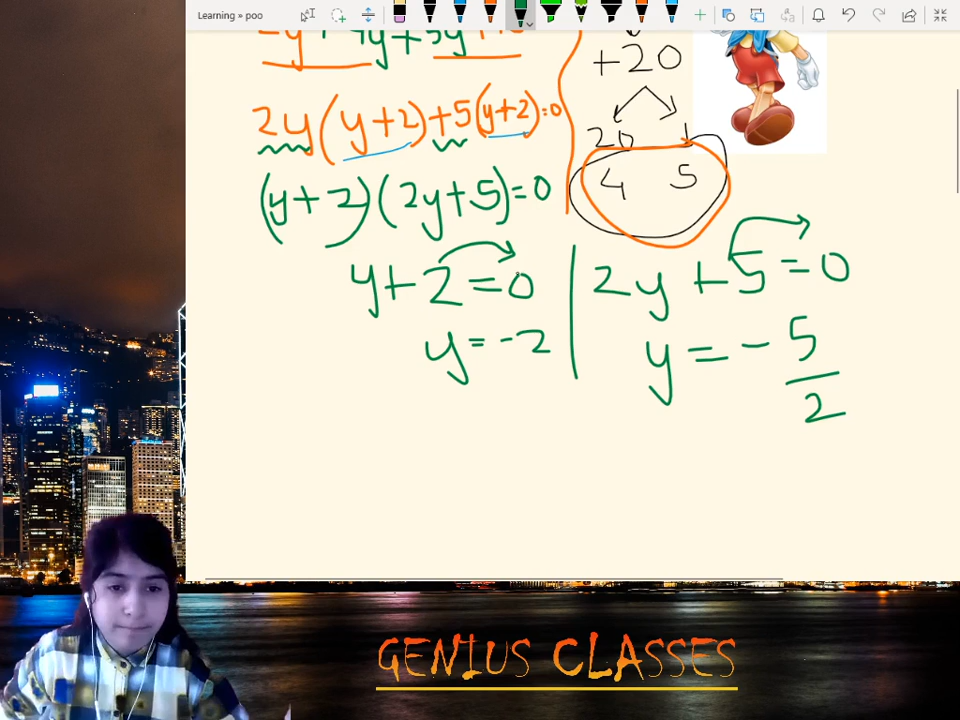 Learning » poo
+20
2y(y+2)+5(y+2)=0
20
4 5
(y+2)(2y+5)=0
y+2=0 2y+5=0
y=-2 y=-5/2
GENIUS CLASSES